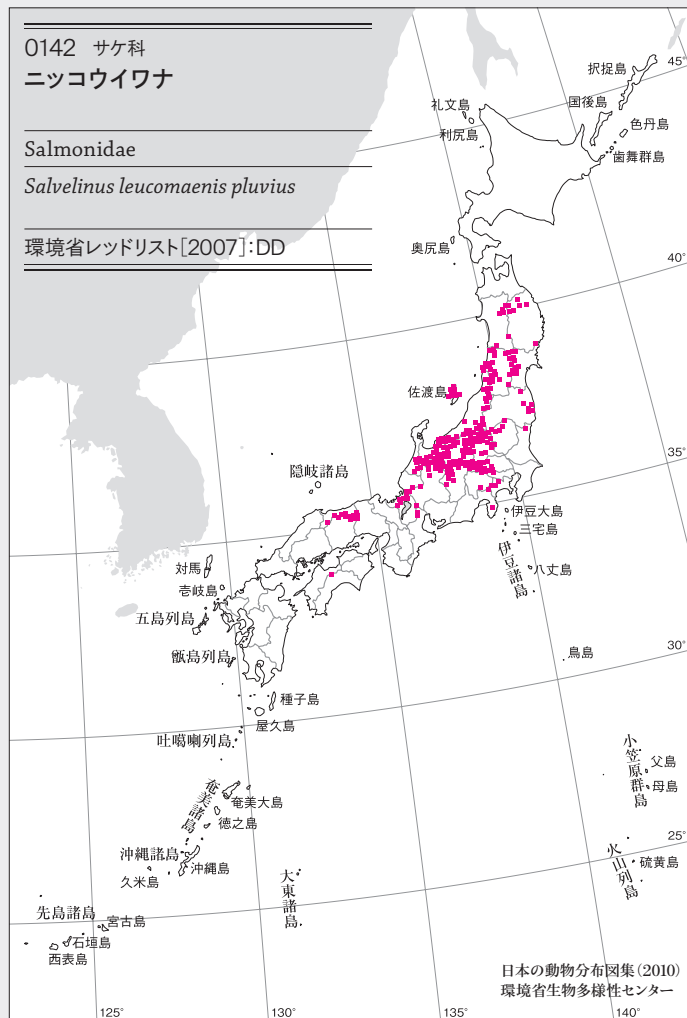 0142 サケ科
ニッコウイワナ
Salmonidae
Salvelinus leucomaenis pluvius
環境省レッドリスト[2007]:DD
45°
択捉島
国後島
礼文島
色丹島
利尻島
歯舞群島
奥尻島
40°
佐渡島
35°
隠岐諸島
伊豆大島
三宅島
伊豆諸島
八丈島
対馬
壱岐島
五島列島
甑島列島
鳥島
30°
種子島
屋久島
吐噶喇列島
小笠原群島
父島
母島
奄美諸島
奄美大島
徳之島
25°
沖縄諸島
沖縄島
久米島
火山列島
硫黄島
大東諸島
先島諸島
宮古島
石垣島
西表島
日本の動物分布図集(2010)
環境省生物多様性センター
125°
130°
135°
140°